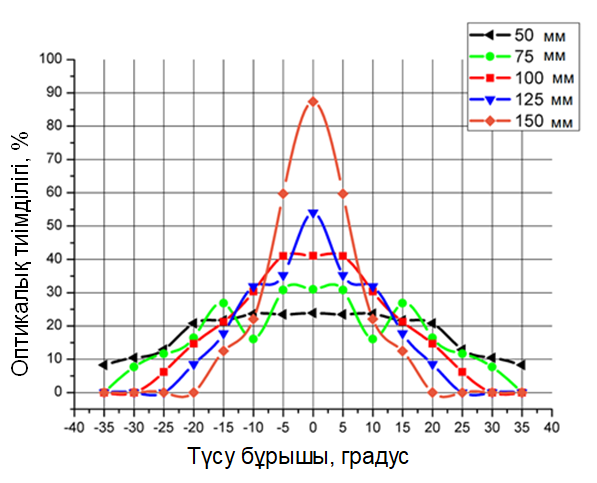 50 мм
75 мм
100 мм
125 мм
150 мм
100
90
80
70
60
50
40
30
20
10
0
Оптикалық тиімділігі, %
-40 -35 -30 -25 -20 -15 -10 -5 0 5 10 15 20 25 30 35 40
Түсу бұрышы, градус